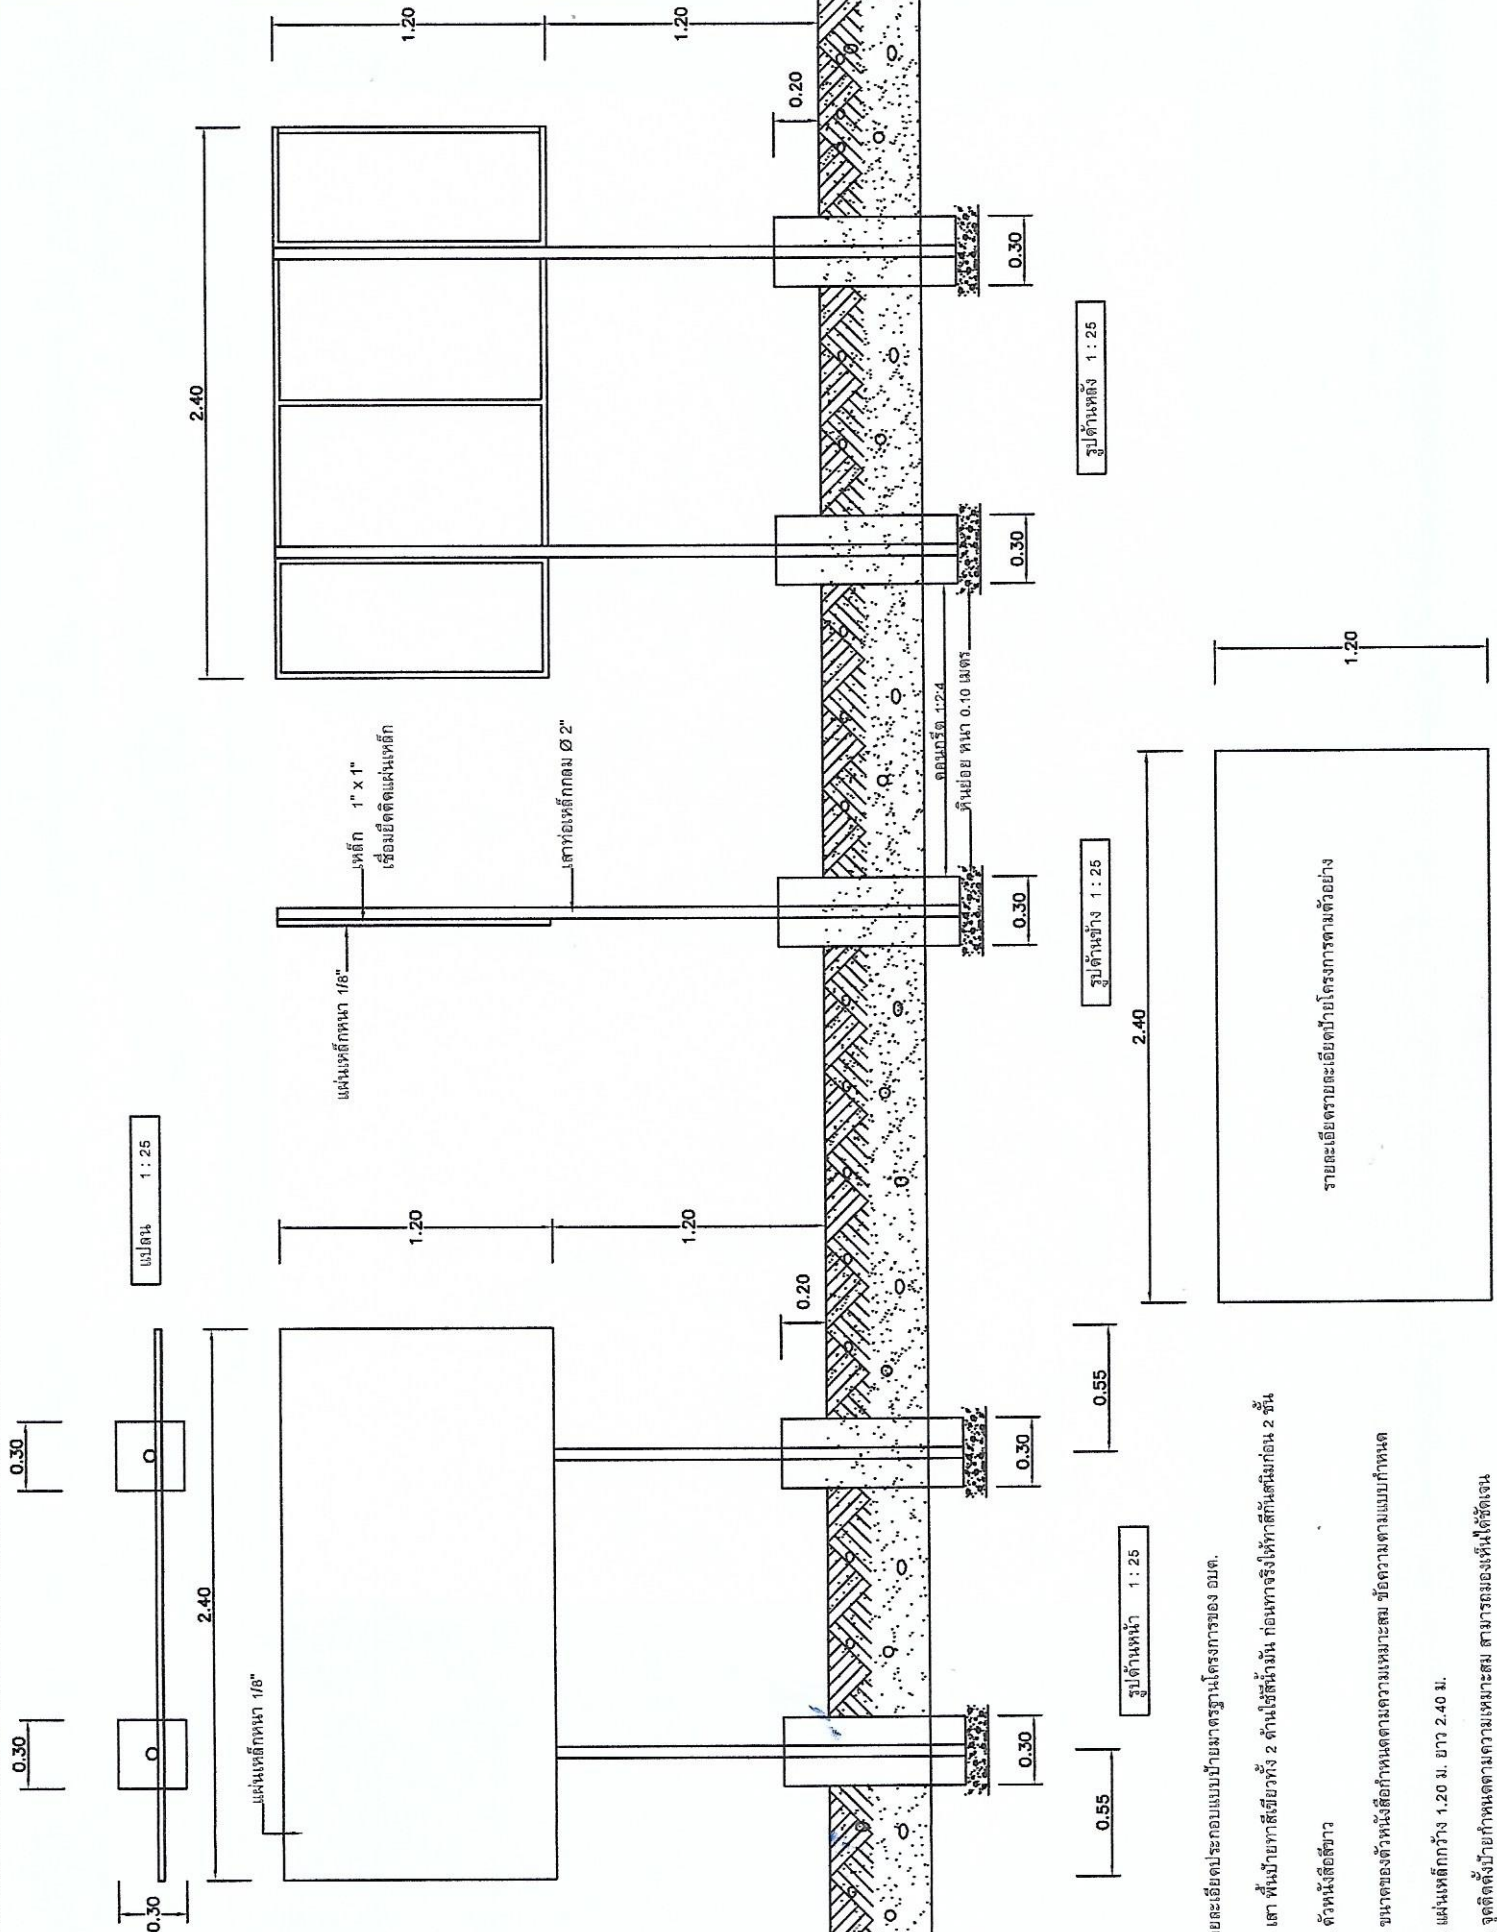 0.30
0.30
0.30
แปลน 1 : 25
2.40
แผ่นเหล็กหนา 1/8"
1.20
1.20
0.20
0.30
0.30
0.55
0.55
รูปด้านหน้า 1 : 25
แผ่นเหล็กหนา 1/8"
เหล็ก 1" x 1"
เชื่อมยึดติดแผ่นเหล็ก
เสาท่อเหล็กกลม Ø 2"
คอนกรีต 1:2:4
หินย่อย หนา 0.10 เมตร
0.30
รูปด้านข้าง 1 : 25
2.40
1.20
1.20
0.20
0.30
0.30
รูปด้านหลัง 1 : 25
ยละเอียดประกอบแบบป้ายมาตรฐานโครงการของ อบต.
เสา พื้นป้ายทาสีเขียวทั้ง 2 ด้านใช้สีน้ำมัน ก่อนทาจริงให้ทาสีกันสนิมก่อน 2 ชั้น
ตัวหนังสือสีขาว
ขนาดของตัวหนังสือกำหนดตามความเหมาะสม ข้อความตามแบบกำหนด
แผ่นเหล็กกว้าง 1.20 ม. ยาว 2.40 ม.
จุดติดตั้งป้ายกำหนดตามความเหมาะสม สามารถมองเห็นได้ชัดเจน
2.40
รายละเอียดรายละเอียดป้ายโครงการตามตัวอย่าง
1.20